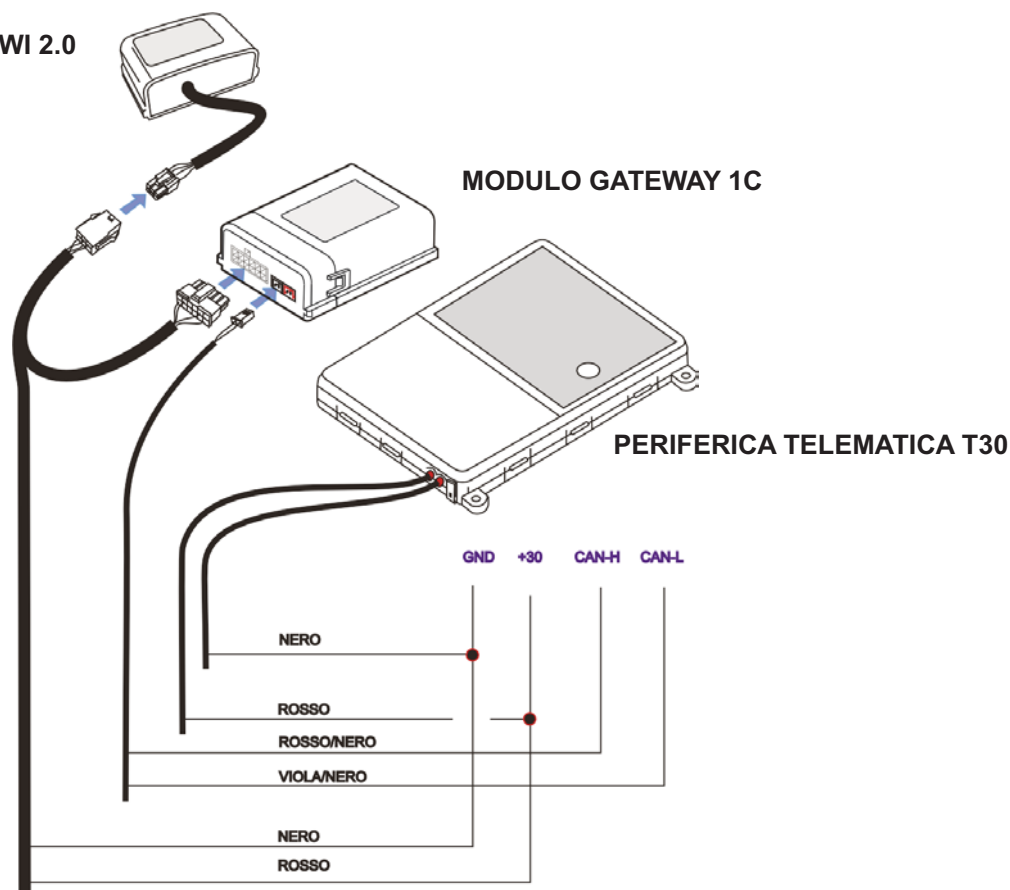 WI 2.0
MODULO GATEWAY 1C
PERIFERICA TELEMATICA T30
GND +30 CAN-H CAN-L
NERO
ROSSO
ROSSO/NERO
VIOLA/NERO
NERO
ROSSO